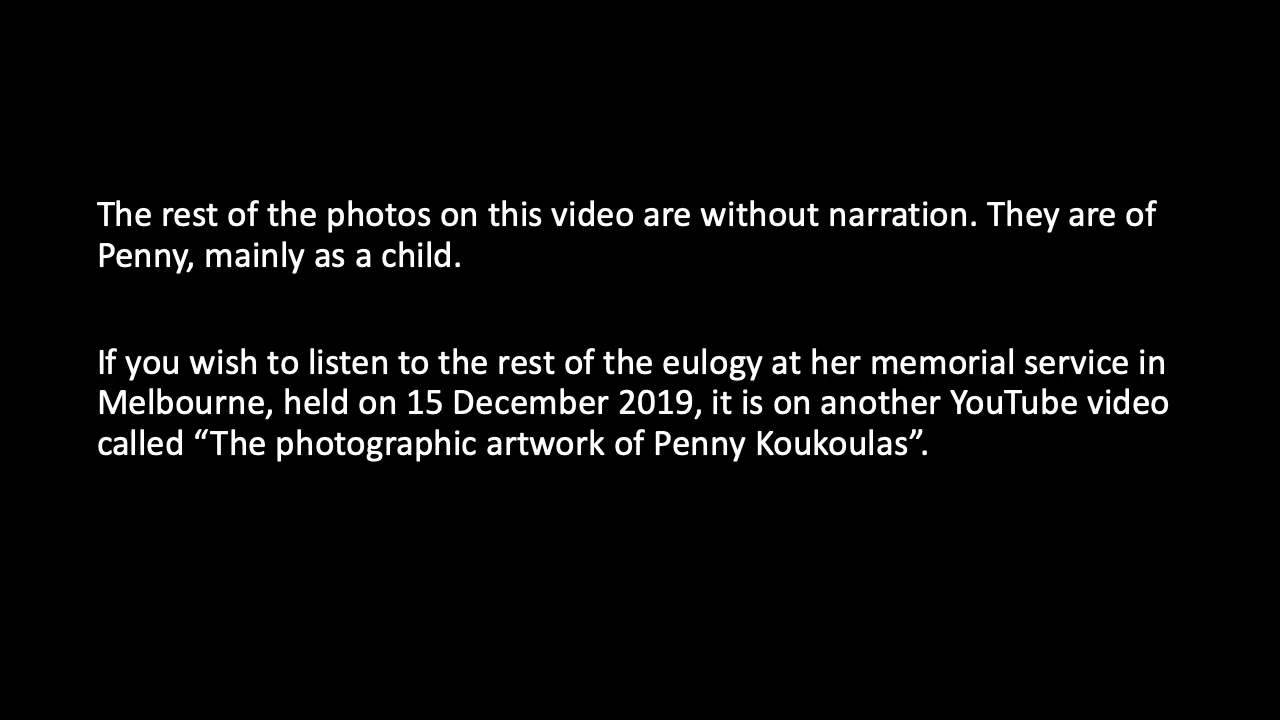 The rest of the photos on this video are without narration. They are of
Penny, mainly as a child.
If you wish to listen to the rest of the eulogy at her memorial service in
Melbourne, held on 15 December 2019, it is on another YouTube video
called “The photographic artwork of Penny Koukoulas”.